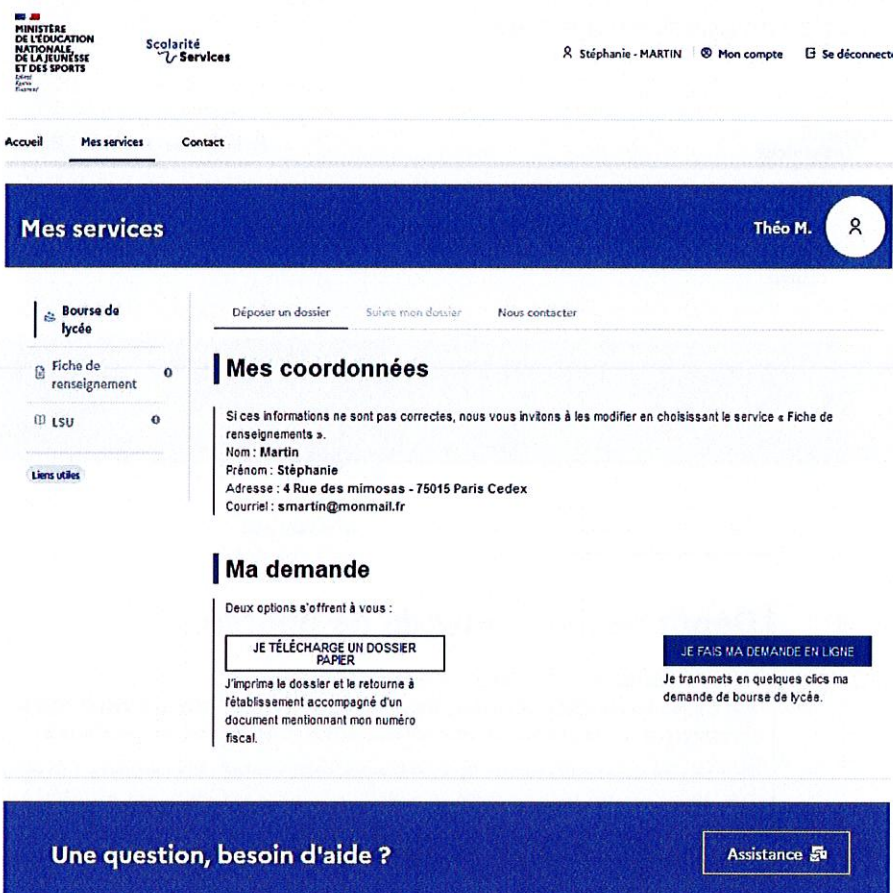 MINISTÈRE
DE L'ÉDUCATION
NATIONALE,
DE LA JEUNESSE
ET DES SPORTS
Scolarité
Services
Stéphanie - MARTIN
Mon compte
Se déconnecte
Accueil
Mes services
Contact
Mes services
Théo M.
Bourse de
lycée
Fiche de
renseignement
LSU
Liens utiles
Déposer un dossier
Suivre mon dossier
Nous contacter
Mes coordonnées
Si ces informations ne sont pas correctes, nous vous invitons à les modifier en choisissant le service « Fiche de
renseignements ».
Nom : Martin
Prénom : Stéphanie
Adresse : 4 Rue des mimosas - 75015 Paris Cedex
Courriel : smartin@monmail.fr
Ma demande
Deux options s'offrent à vous :
JE TÉLÉCHARGE UN DOSSIER
PAPIER
J'imprime le dossier et le retourne à
l'établissement accompagné d'un
document mentionnant mon numéro
fiscal.
JE FAIS MA DEMANDE EN LIGNE
Je transmets en quelques clics ma
demande de bourse de lycée.
Une question, besoin d'aide ?
Assistance